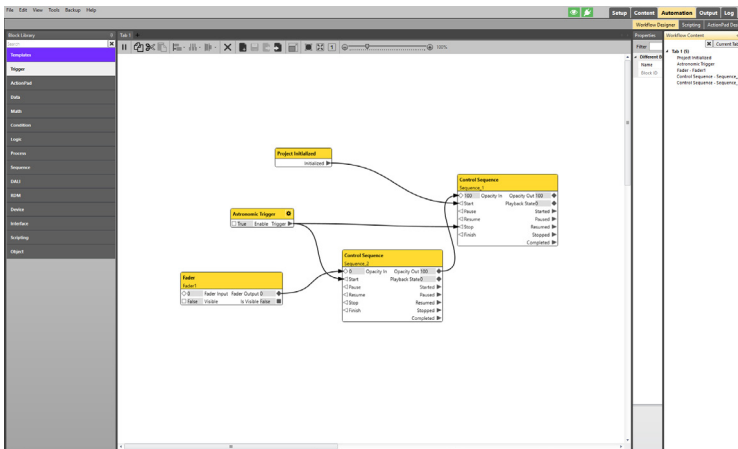 File Edit View Tools Backup Help
Setup Content Automation Output Log
Workflow Designer Scripting ActionPad Des
Block Library
Tab 1
Properties
Workflow Content
Search
100%
Filter
Current Tab
Templates
Different B
Name
Block ID
Tab 1 (5)
Project Initialized
Astronomic Trigger
Fader - Fader1
Control Sequence - Sequence_
Control Sequence - Sequence_
Trigger
ActionPad
Data
Math
Condition
Logic
Process
Sequence
DALI
RDM
Device
Interface
Scripting
Object
Project Initialized
Initialized
Control Sequence
Sequence_1
100 Opacity In Opacity Out 100
Start Playback State 0
Pause Started
Resume Paused
Stop Resumed
Finish Stopped
Completed
Astronomic Trigger
True Enable Trigger
Control Sequence
Sequence_2
0 Opacity In Opacity Out 100
Start Playback State 0
Pause Started
Resume Paused
Stop Resumed
Finish Stopped
Completed
Fader
Fader1
0 Fader Input Fader Output 0
False Visible Is Visible False